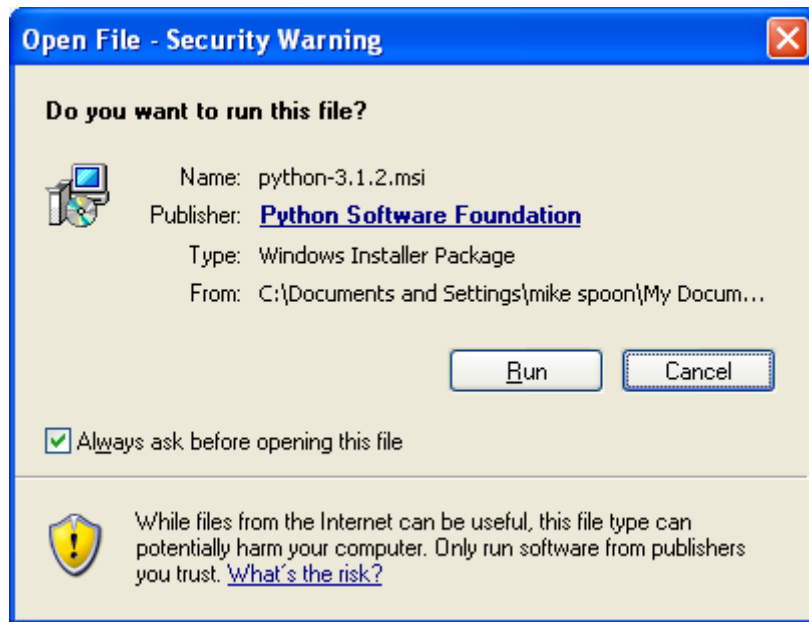 Open File - Security Warning
Do you want to run this file?
Name: python-3.1.2.msi
Publisher: Python Software Foundation
Type: Windows Installer Package
From: C:\Documents and Settings\mike spoon\My Docum...
Run Cancel
Always ask before opening this file
While files from the Internet can be useful, this file type can
potentially harm your computer. Only run software from publishers
you trust. What's the risk?